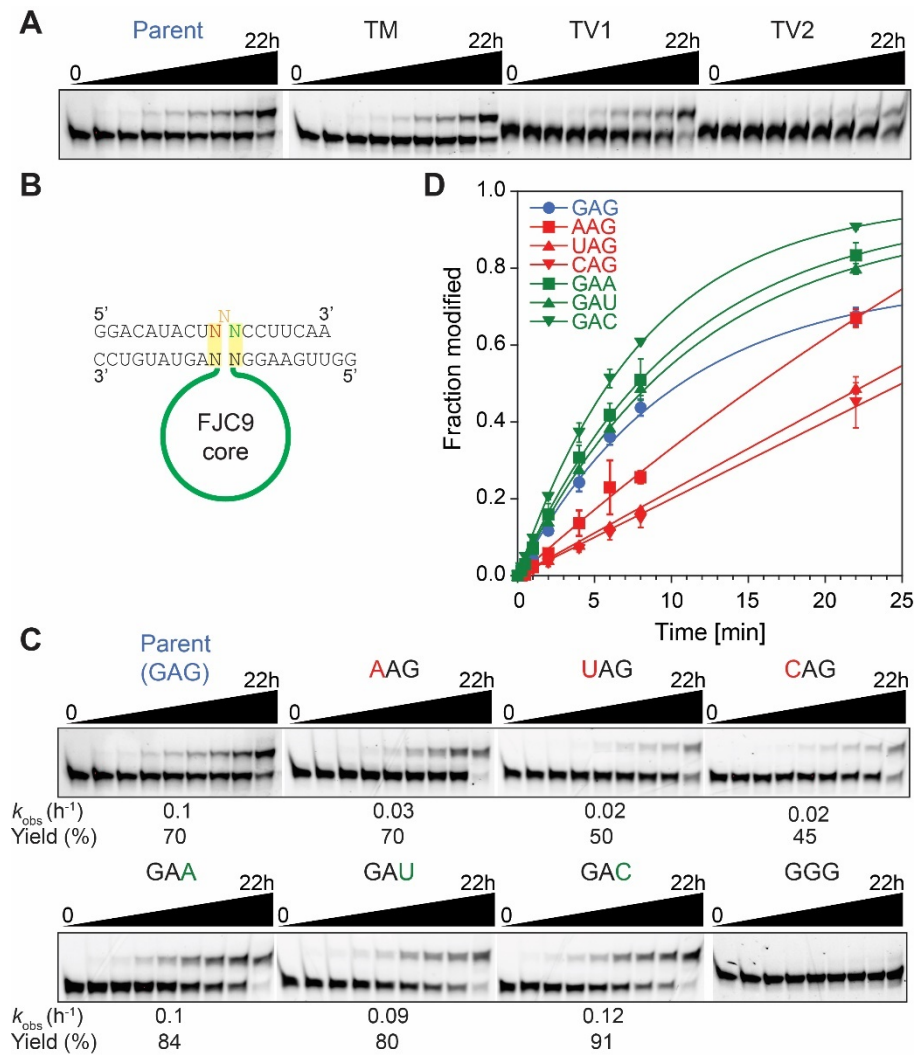 A
Parent TM TV1 TV2
0 22h 0 22h 0 22h 0 22h
B
N
5' 3'
GGACAUACUN NCCUUCAA
CCUGUAUGAN NGGAAGUUGG
3' 5'
FJC9
core
D
1.0
0.8
0.6
0.4
0.2
0.0
Fraction modified
GAG
AAG
UAG
CAG
GAA
GAU
GAC
0 5 10 15 20 25
Time [min]
C
Parent
(GAG) AAG UAG CAG
0 22h 0 22h 0 22h 0 22h
kobs (h-1) 0.1 0.03 0.02 0.02
Yield (%) 70 70 50 45
GAA GAU GAC GGG
0 22h 0 22h 0 22h 0 22h
kobs (h-1) 0.1 0.09 0.12
Yield (%) 84 80 91